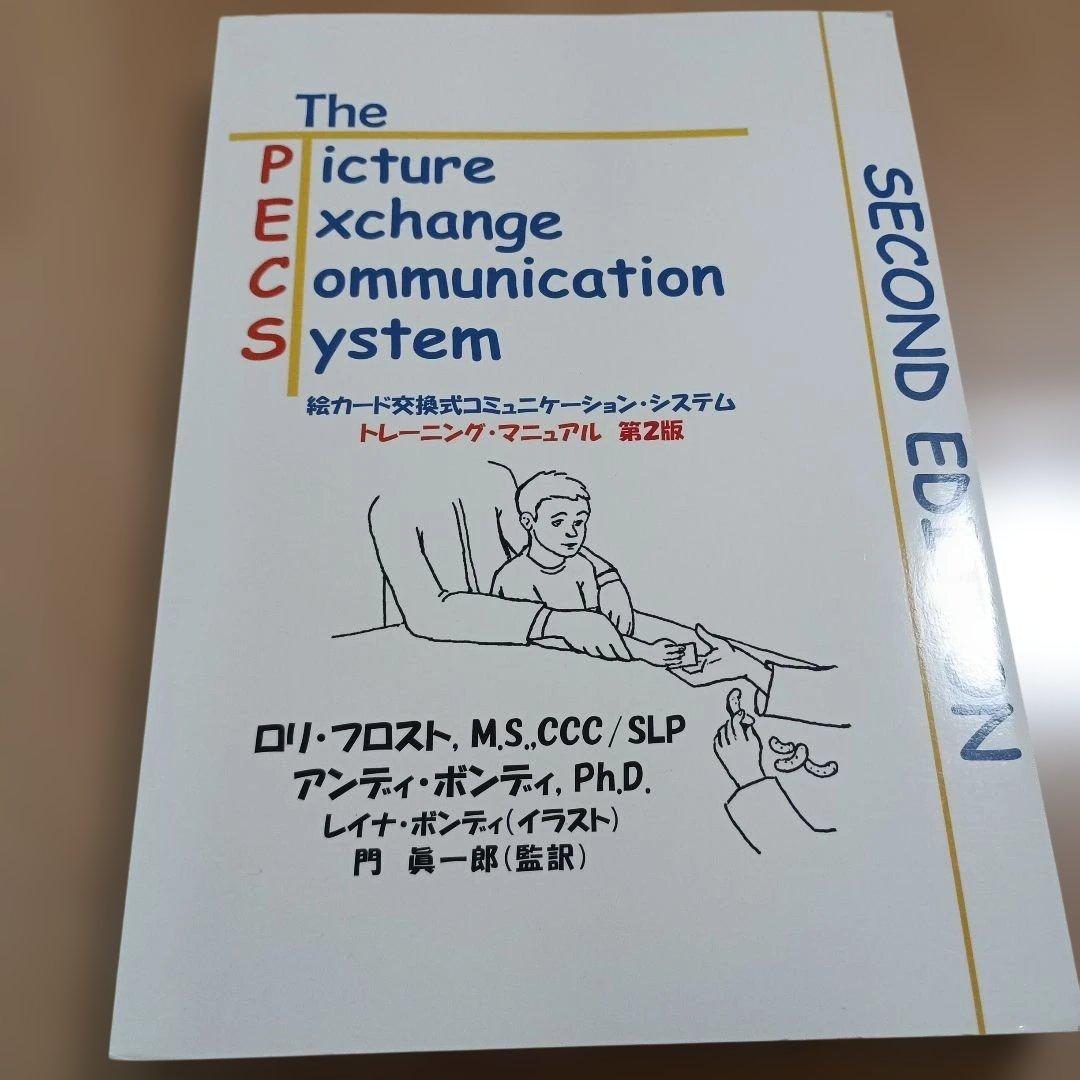 The
Picture
Exchange
Communication
System
絵カード交換式コミュニケーション・システム
トレーニング・マニュアル 第2版
ロリ・フロスト, M.S.,CCC/SLP
アンディ・ボンディ, Ph.D.
レイナ・ボンディ(イラスト)
門 眞一郎(監訳)
SECOND EDITION